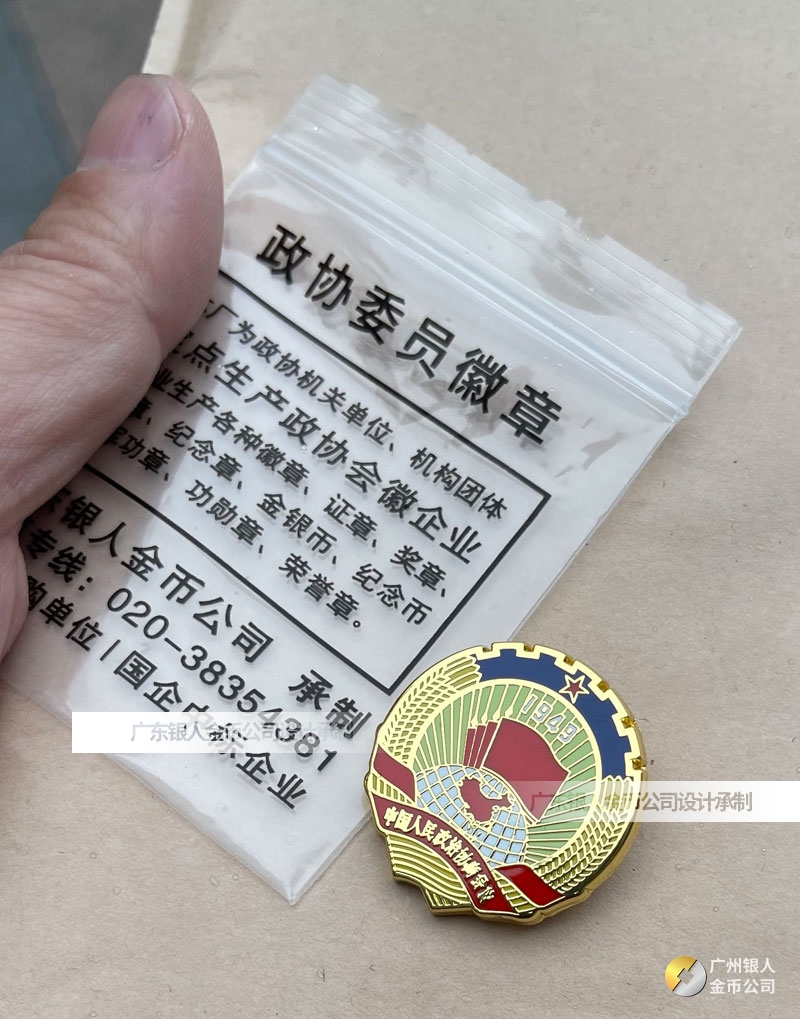 政协委员徽章
厂为政协机关单位、机构团体
点生产政协会徽企业
业生产各种徽章、证章、奖章、
、纪念章、金银币、纪念币
功章、功勋章、荣誉章。
银人金币公司 承制
专线：020-38354381
购单位|国企中标企业
1949
中国人民政治协商会议
广东银人金币公司设计承制
金币公司设计承制
广州银人
金币公司